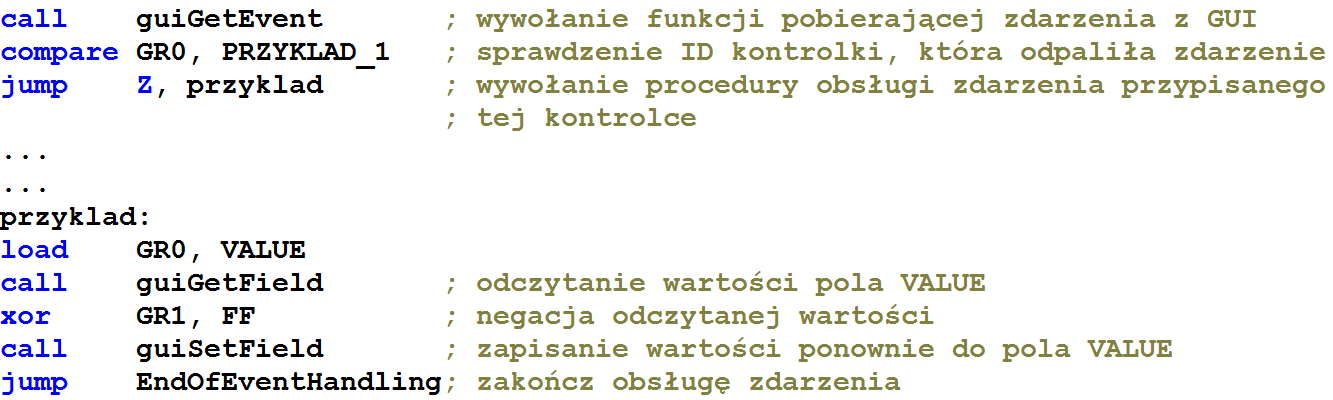 call    guiGetEvent       ; wywołanie funkcji pobierającej zdarzenia z GUI
compare GR0, PRZYKLAD_1   ; sprawdzenie ID kontrolki, która odpaliła zdarzenie
jump    Z, przyklad       ; wywołanie procedury obsługi zdarzenia przypisanego
                          ; tej kontrolce
...
...
przyklad:
load    GR0, VALUE
call    guiGetField       ; odczytanie wartości pola VALUE
xor     GR1, FF           ; negacja odczytanej wartości
call    guiSetField       ; zapisanie wartości ponownie do pola VALUE
jump    EndOfEventHandling; zakończ obsługę zdarzenia